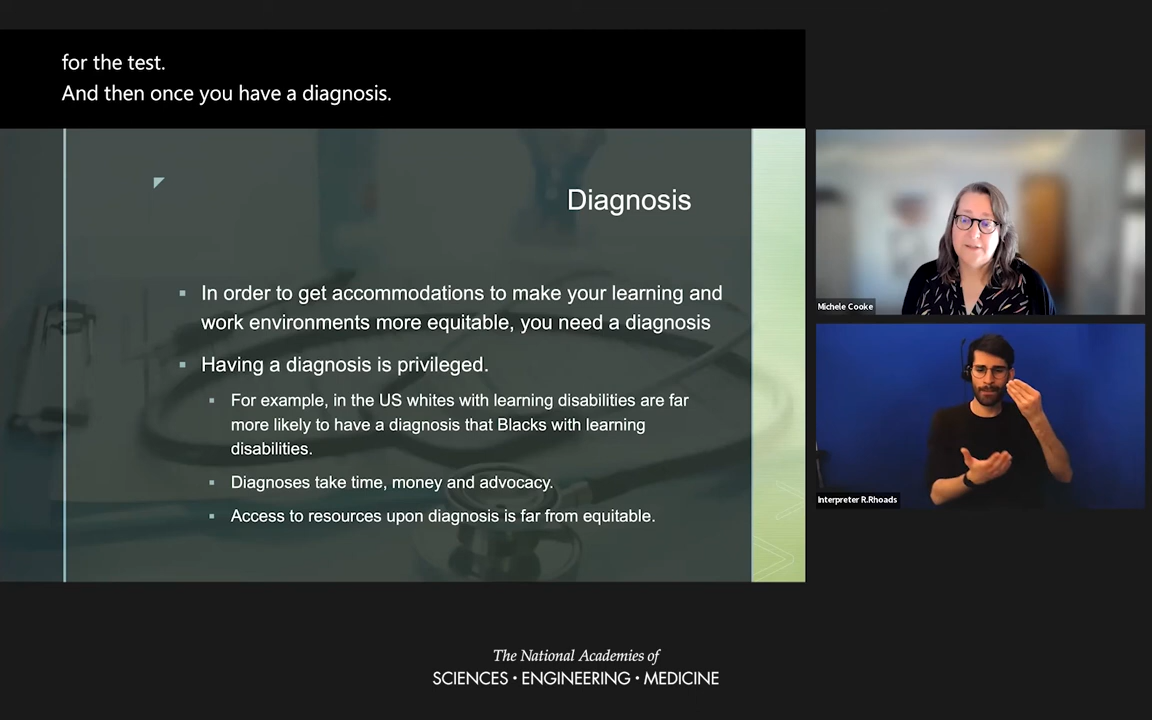 for the test.
And then once you have a diagnosis.
Diagnosis
In order to get accommodations to make your learning and
work environments more equitable, you need a diagnosis
Having a diagnosis is privileged.
For example, in the US whites with learning disabilities are far
more likely to have a diagnosis that Blacks with learning
disabilities.
Diagnoses take time, money and advocacy.
Access to resources upon diagnosis is far from equitable.
Michele Cooke
Interpreter R.Rhoads
The National Academies of
SCIENCES • ENGINEERING • MEDICINE